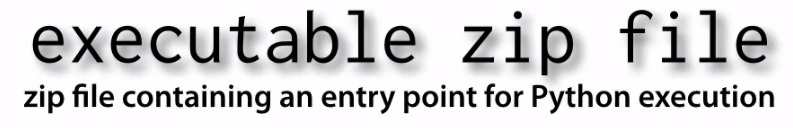 executable zip file
zip file containing an entry point for Python execution